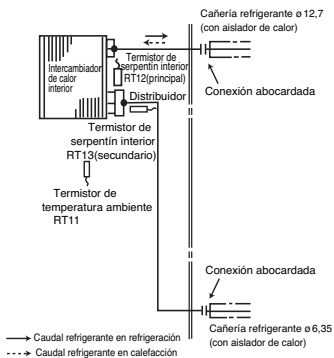 Cañería refrigerante ø 12,7
(con aislador de calor)
Intercambiador
de calor
interior
Termistor de
serpentín interior
RT12(principal)
Conexión abocardada
Distribuidor
Termistor de
serpentín interior
RT13(secundario)
Termistor de
temperatura ambiente
RT11
Conexión abocardada
Cañería refrigerante ø 6,35
(con aislador de calor)
Caudal refrigerante en refrigeración
Caudal refrigerante en calefacción